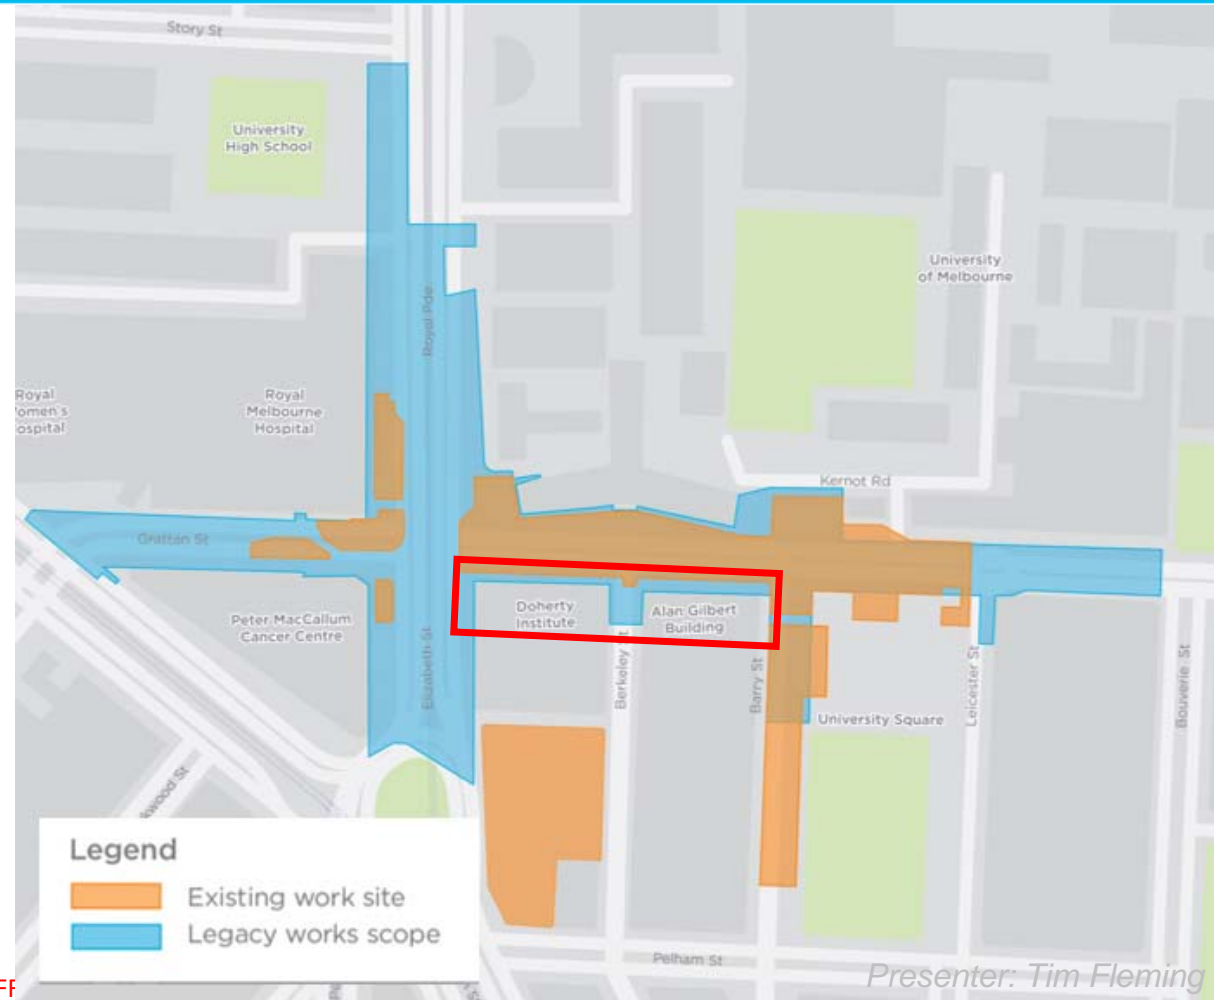 Story St
University
High School
University
of Melbourne
Royal Pde
Royal
Royal
Melbourne
Hospital
Kernot Rd
Grattan St
Doherty
Institute
Alan Gilbert
Building
Peter MacCallum
Cancer Centre
Elizabeth St
Berkeley St
Barry St
Leicester St
Bouverie St
University Square
Legend
Existing work site
Legacy works scope
Pelham St
Presenter: Tim Fleming